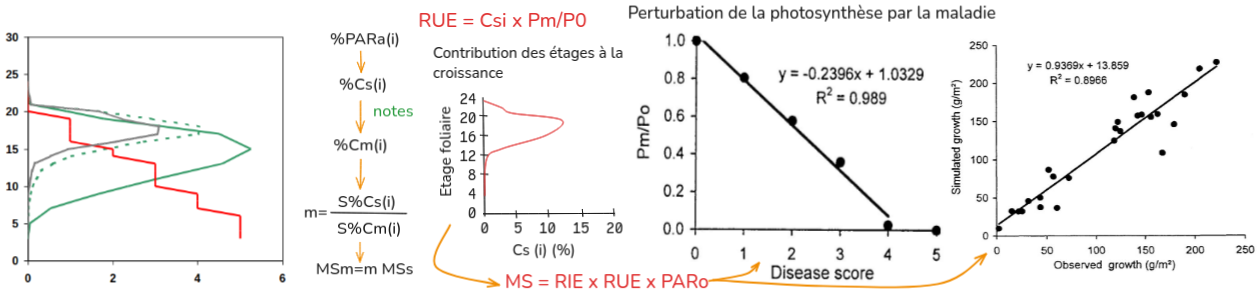 30
25
20
15
10
5
0
0
2
4
6
%PARa(i)
%Cs(i)
notes
%Cm(i)
m=
S%Cs(i)
S%Cm(i)
MSm=m MSs
RUE = Csi x Pm/P0
Contribution des étages à la
croissance
Etage foliaire
24
20
16
12
8
4
0
0 5 10 15 20
Cs (i) (%)
MS = RIE x RUE x PARo
Perturbation de la photosynthèse par la maladie
Pm/Po
1.0
0.8
0.6
0.4
0.2
0.0
y = -0.2396x + 1.0329
R² = 0.989
0 1 2 3 4 5
Disease score
Simulated growth (g/m²)
250
200
150
100
50
0
y = 0.9369x + 13.859
R² = 0.8966
0 50 100 150 200 250
Observed growth (g/m²)